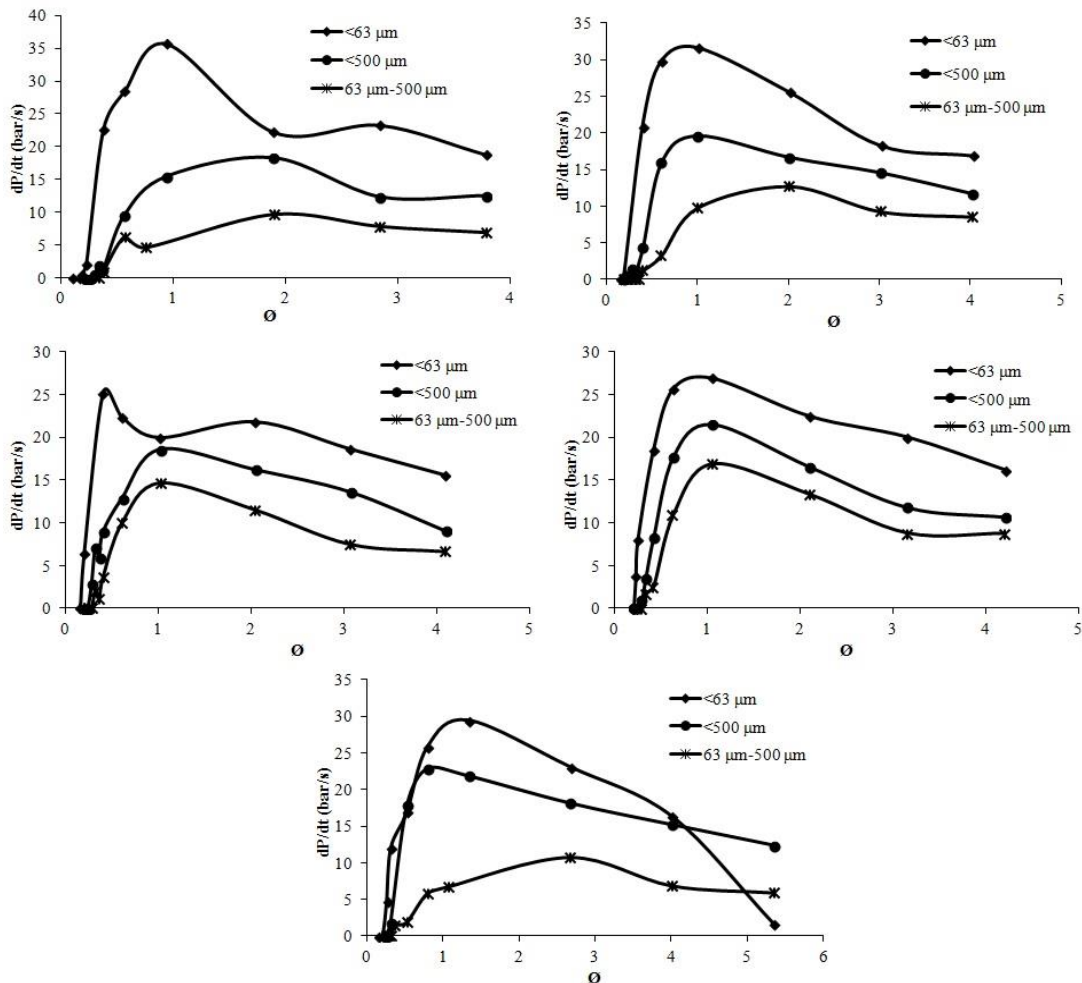 40
35
30
25
20
15
10
5
0
dP/dt (bar/s)
<63 µm
<500 µm
63 µm-500 µm
0 1 2 3 4
Ø
35
30
25
20
15
10
5
0
dP/dt (bar/s)
<63 µm
<500 µm
63 µm-500 µm
0 1 2 3 4 5
Ø
30
25
20
15
10
5
0
dP/dt (bar/s)
<63 µm
<500 µm
63 µm-500 µm
0 1 2 3 4 5
Ø
30
25
20
15
10
5
0
dP/dt (bar/s)
<63 µm
<500 µm
63 µm-500 µm
0 1 2 3 4 5
Ø
35
30
25
20
15
10
5
0
dP/dt (bar/s)
<63 µm
<500 µm
63 µm-500 µm
0 1 2 3 4 5 6
Ø